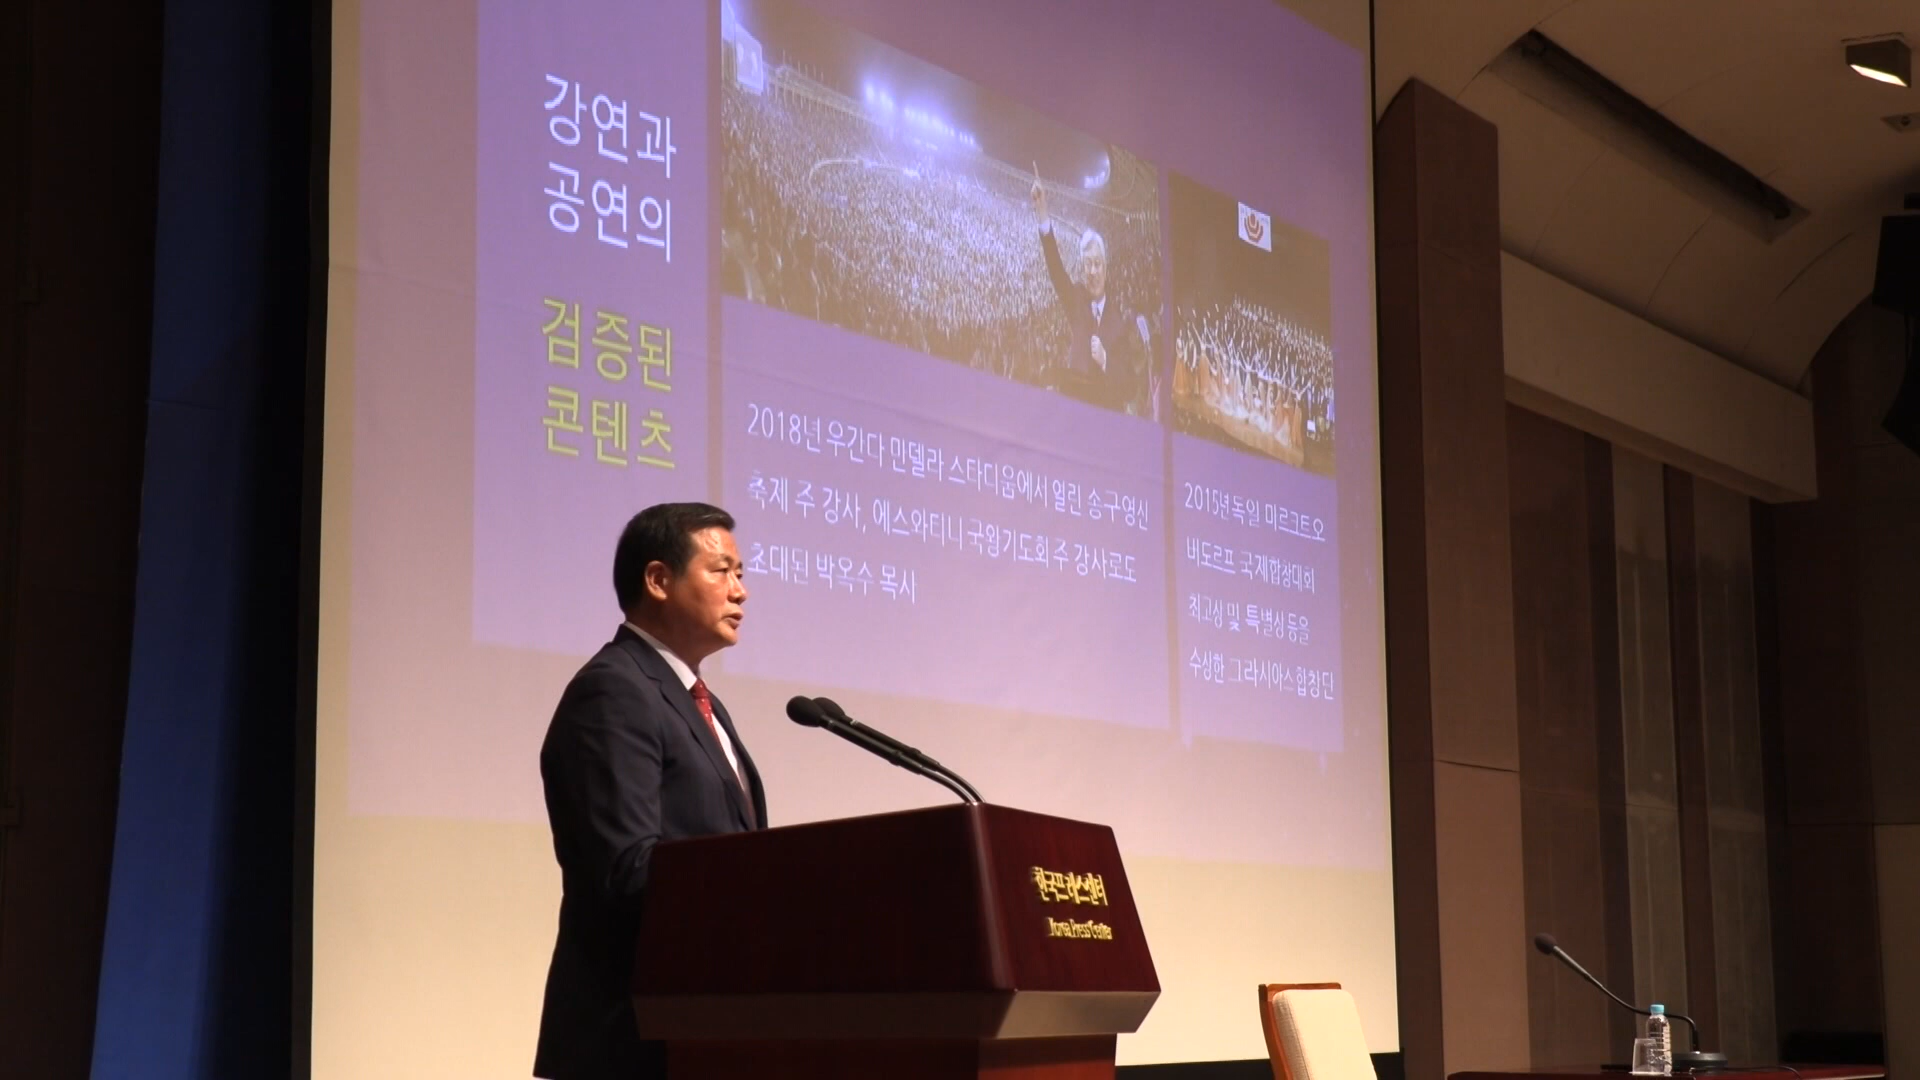 강연과
공연의
검증된
콘텐츠
2018년 우간다 만델라 스타디움에서 열린 송구영신
축제 주 강사, 에스와티니 국왕기도회 주 강사로도
초대된 박옥수 목사
2015년 독일 마르크트오
버도르프 국제합창대회
최고상 및 특별상 등을
수상한 그라시아스합창단
한국프레스센터
Korea Press Center